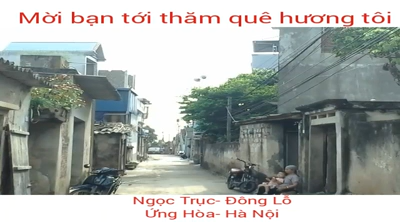 Mời bạn tới thăm quê hương tôi
Ngọc Trục- Đông Lỗ
Ứng Hòa- Hà Nội